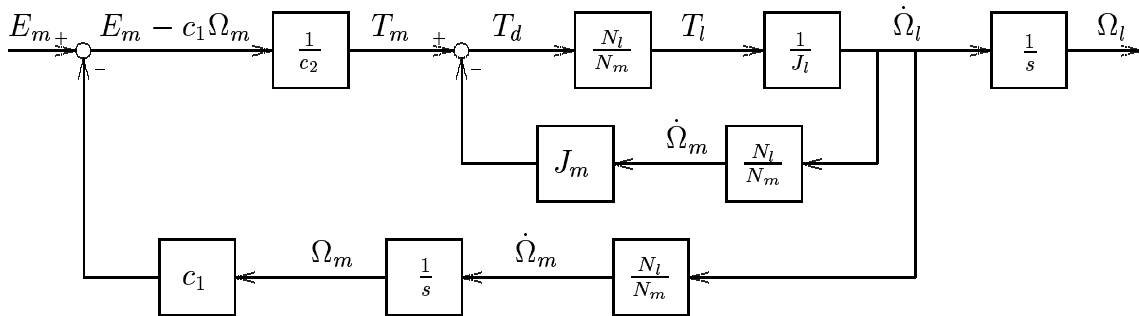 E_m + E_m − c_1Ω_m 1/c_2 T_m + T_d N_l/N_m T_l 1/J_l Ω̇_l 1/s Ω_l
- -
J_m Ω̇_m N_l/N_m
c_1 Ω_m 1/s Ω̇_m N_l/N_m